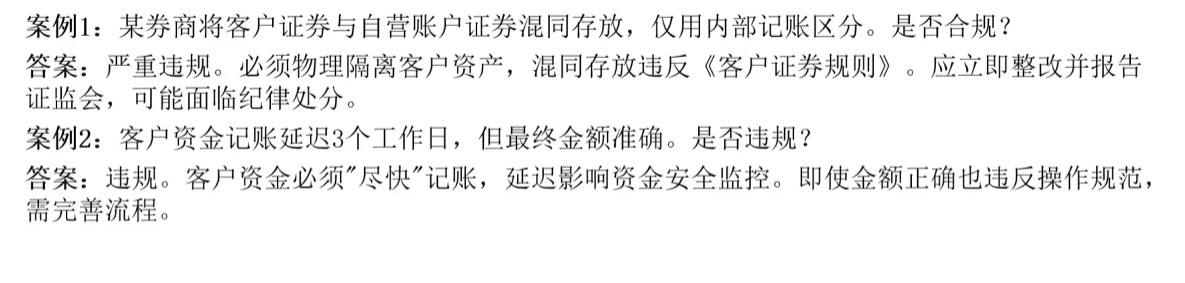 案例1：某券商将客户证券与自营账户证券混同存放，仅用内部记账区分。是否合规？
答案：严重违规。必须物理隔离客户资产，混同存放违反《客户证券规则》。应立即整改并报告
证监会，可能面临纪律处分。
案例2：客户资金记账延迟3个工作日，但最终金额准确。是否违规？
答案：违规。客户资金必须"尽快"记账，延迟影响资金安全监控。即使金额正确也违反操作规范，
需完善流程。